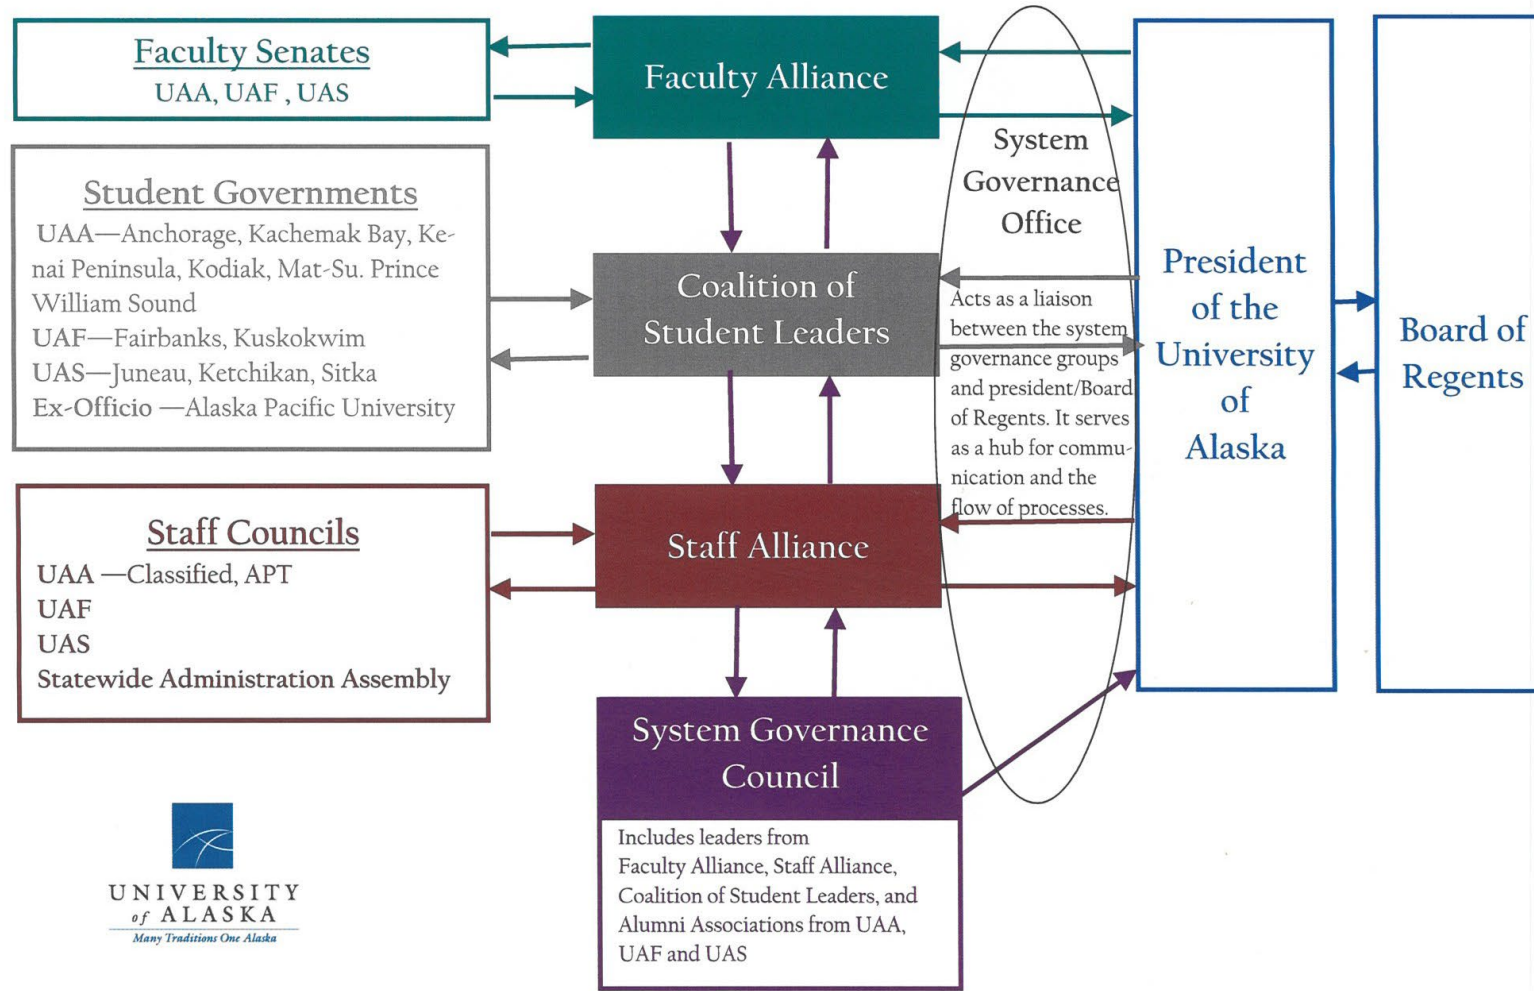 Faculty Senates
UAA, UAF , UAS
Faculty Alliance
Student Governments
UAA—Anchorage, Kachemak Bay, Ke-
nai Peninsula, Kodiak, Mat-Su. Prince
William Sound
UAF—Fairbanks, Kuskokwim
UAS—Juneau, Ketchikan, Sitka
Ex-Officio —Alaska Pacific University
Coalition of
Student Leaders
Staff Councils
UAA —Classified, APT
UAF
UAS
Statewide Administration Assembly
Staff Alliance
System Governance
Council
Includes leaders from
Faculty Alliance, Staff Alliance,
Coalition of Student Leaders, and
Alumni Associations from UAA,
UAF and UAS
System
Governance
Office
Acts as a liaison
between the system
governance groups
and president/Board
of Regents. It serves
as a hub for commu-
nication and the
flow of processes.
President
of the
University
of
Alaska
Board of
Regents
UNIVERSITY
of ALASKA
Many Traditions One Alaska